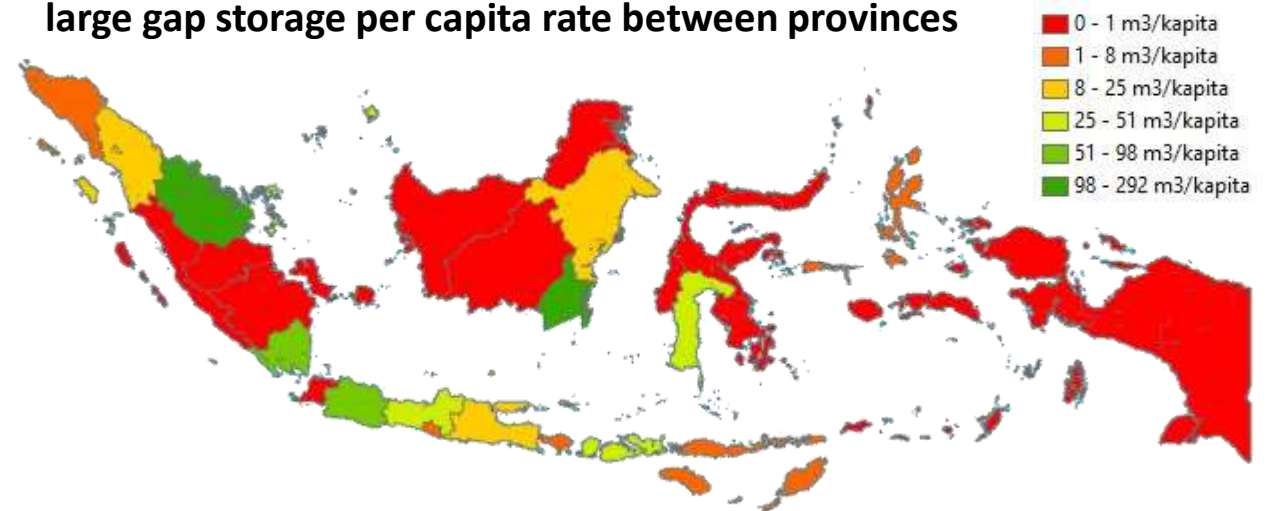 large gap storage per capita rate between provinces
0 - 1 m3/kapita
1 - 8 m3/kapita
8 - 25 m3/kapita
25 - 51 m3/kapita
51 - 98 m3/kapita
98 - 292 m3/kapita